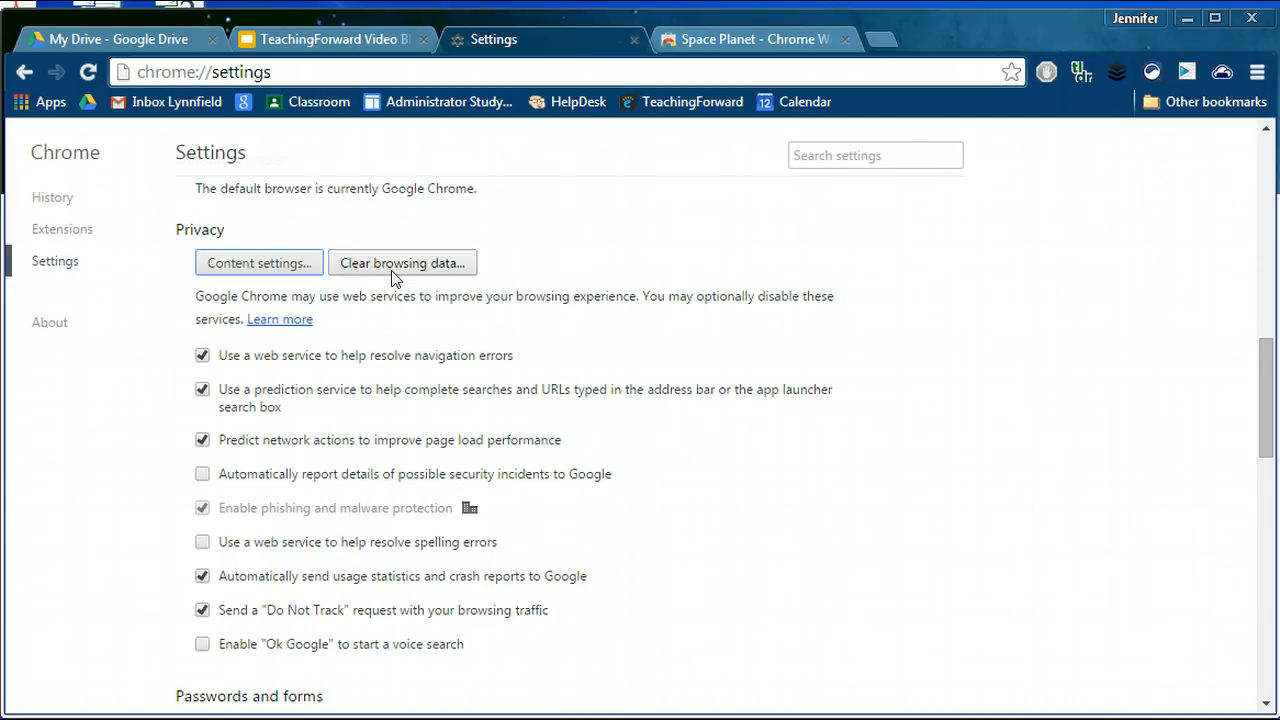 Jennifer
My Drive - Google Drive
TeachingForward Video B
Settings
Space Planet - Chrome W
chrome://settings
Apps
Inbox Lynnfield
Classroom
Administrator Study...
HelpDesk
TeachingForward
12 Calendar
Other bookmarks
Chrome
Settings
Search settings
History
Extensions
Settings
About
The default browser is currently Google Chrome.
Privacy
Content settings...
Clear browsing data...
Google Chrome may use web services to improve your browsing experience. You may optionally disable these
services. Learn more
Use a web service to help resolve navigation errors
Use a prediction service to help complete searches and URLs typed in the address bar or the app launcher
search box
Predict network actions to improve page load performance
Automatically report details of possible security incidents to Google
Enable phishing and malware protection
Use a web service to help resolve spelling errors
Automatically send usage statistics and crash reports to Google
Send a "Do Not Track" request with your browsing traffic
Enable "Ok Google" to start a voice search
Passwords and forms